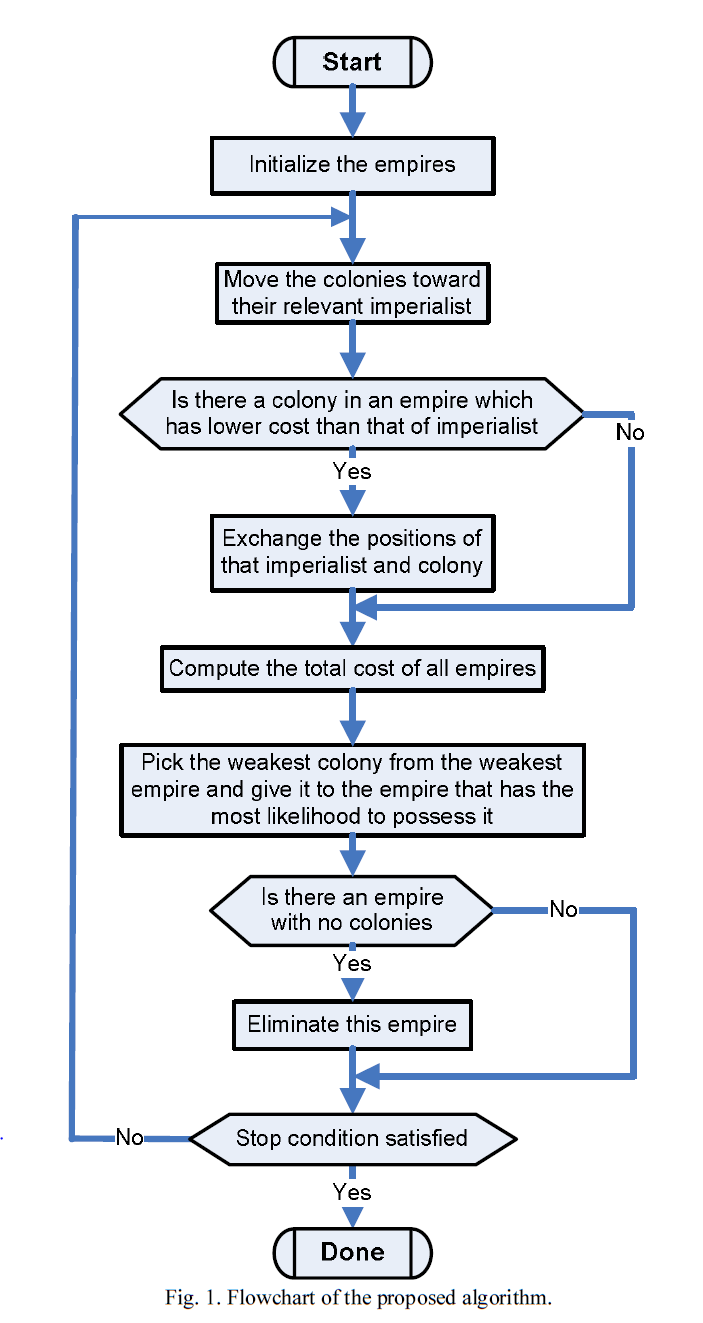 Start
Initialize the empires
Move the colonies toward
their relevant imperialist
Is there a colony in an empire which
has lower cost than that of imperialist
No
Yes
Exchange the positions of
that imperialist and colony
Compute the total cost of all empires
Pick the weakest colony from the weakest
empire and give it to the empire that has the
most likelihood to possess it
Is there an empire
with no colonies
No
Yes
Eliminate this empire
Stop condition satisfied
No
Yes
Done
Fig. 1. Flowchart of the proposed algorithm.